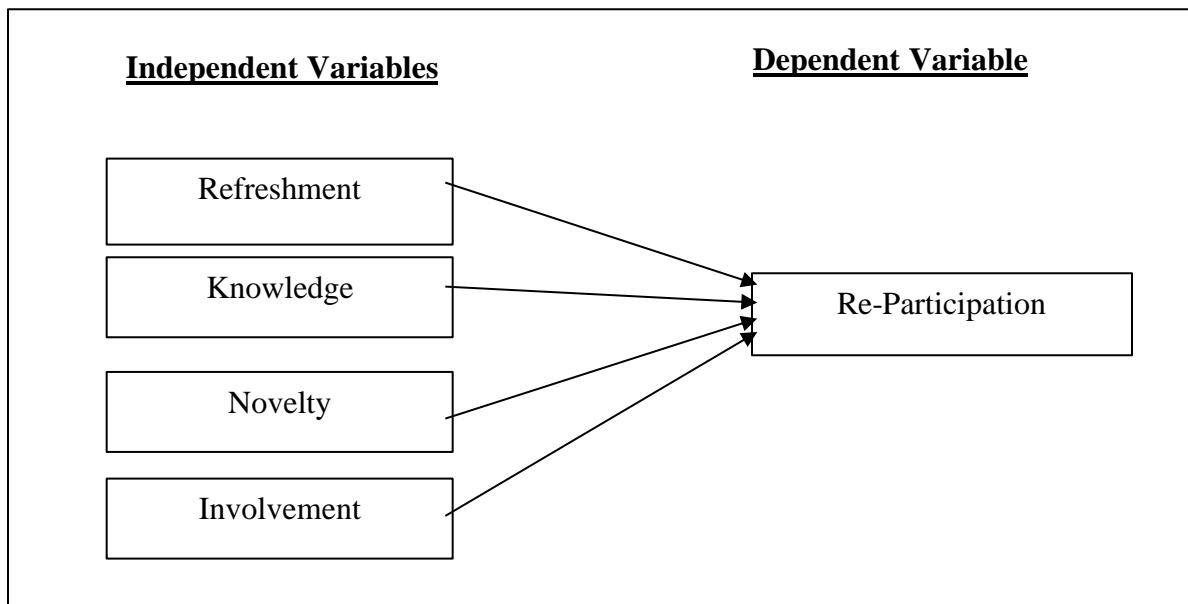 Independent Variables
Dependent Variable
Refreshment
Knowledge
Re-Participation
Novelty
Involvement